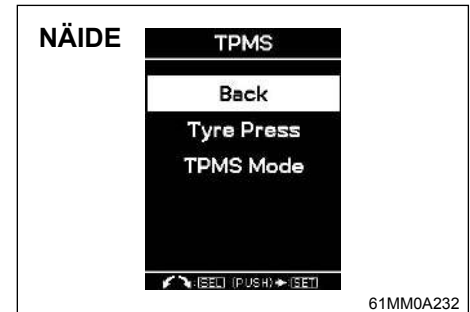 NÄIDE
TPMS
Back
Tyre Press
TPMS Mode
:[SEL] (PUSH)➔:[SET]
61MM0A232